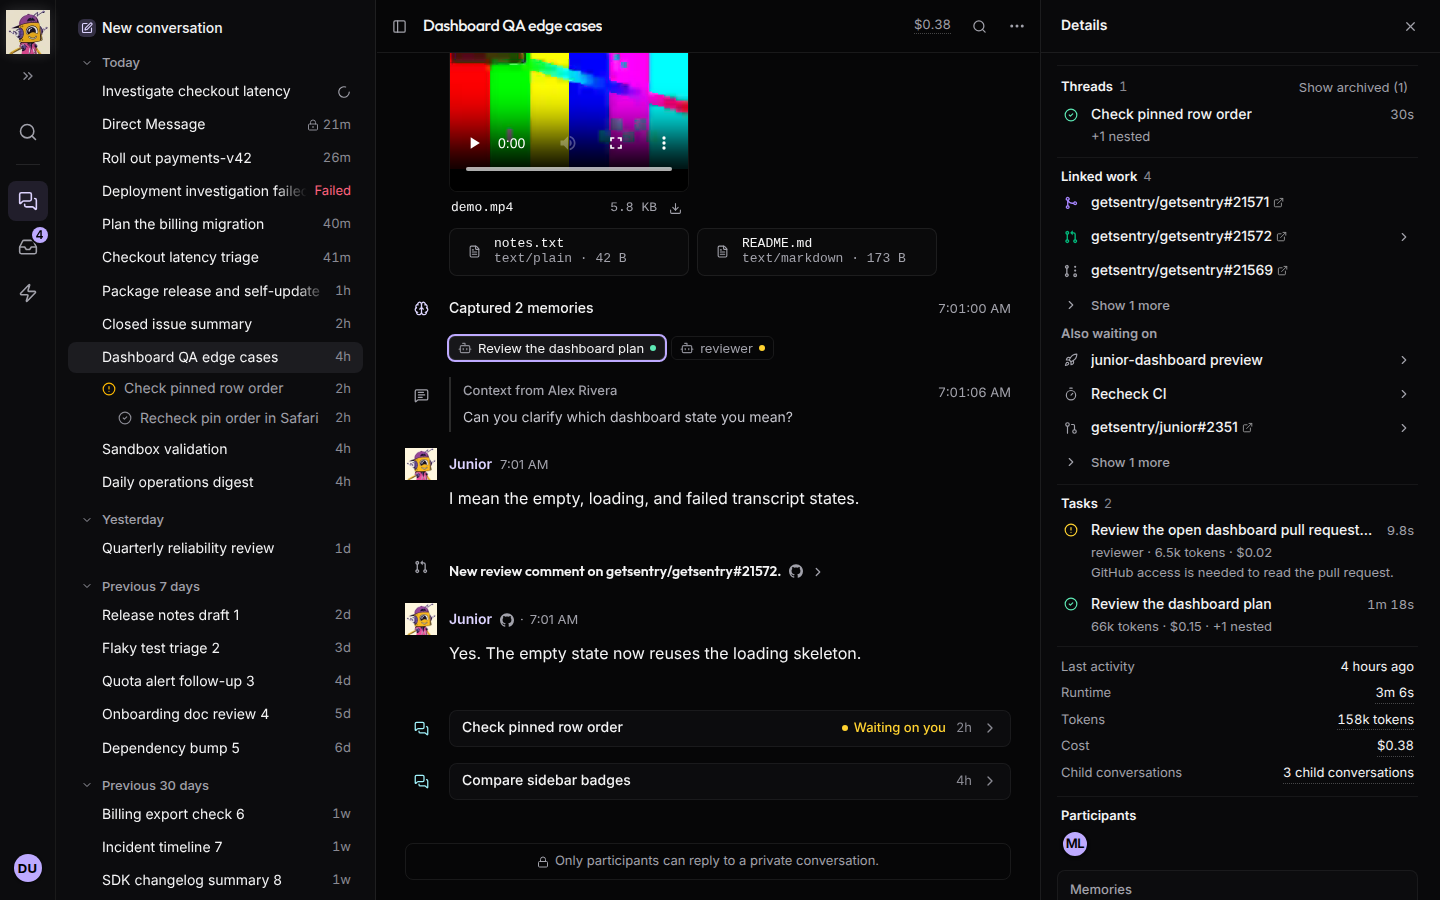 New conversation
Today
Investigate checkout latency
Direct Message 21m
Roll out payments-v42 26m
Deployment investigation failed Failed
Plan the billing migration 40m
Checkout latency triage 41m
Package release and self-update 1h
Closed issue summary 2h
Dashboard QA edge cases 4h
Check pinned row order 2h
Recheck pin order in Safari 2h
Sandbox validation 4h
Daily operations digest 4h
Yesterday
Quarterly reliability review 1d
Previous 7 days
Release notes draft 1 2d
Flaky test triage 2 3d
Quota alert follow-up 3 4d
Onboarding doc review 4 5d
Dependency bump 5 6d
Previous 30 days
Billing export check 6 1w
Incident timeline 7 1w
SDK changelog summary 8 1w
4
DU
Dashboard QA edge cases $0.38
0:00
demo.mp4 5.8 KB
notes.txt
text/plain · 42 B
README.md
text/markdown · 173 B
Captured 2 memories 7:01:00 AM
Review the dashboard plan
reviewer
Context from Alex Rivera 7:01:06 AM
Can you clarify which dashboard state you mean?
Junior 7:01 AM
I mean the empty, loading, and failed transcript states.
New review comment on getsentry/getsentry#21572.
Junior · 7:01 AM
Yes. The empty state now reuses the loading skeleton.
Check pinned row order Waiting on you 2h
Compare sidebar badges 4h
Only participants can reply to a private conversation.
Details
Threads 1 Show archived (1)
Check pinned row order 30s
+1 nested
Linked work 4
getsentry/getsentry#21571
getsentry/getsentry#21572
getsentry/getsentry#21569
Show 1 more
Also waiting on
junior-dashboard preview
Recheck CI
getsentry/junior#2351
Show 1 more
Tasks 2
Review the open dashboard pull request... 9.8s
reviewer · 6.5k tokens · $0.02
GitHub access is needed to read the pull request.
Review the dashboard plan 1m 18s
66k tokens · $0.15 · +1 nested
Last activity 4 hours ago
Runtime 3m 6s
Tokens 158k tokens
Cost $0.38
Child conversations 3 child conversations
Participants
ML
Memories